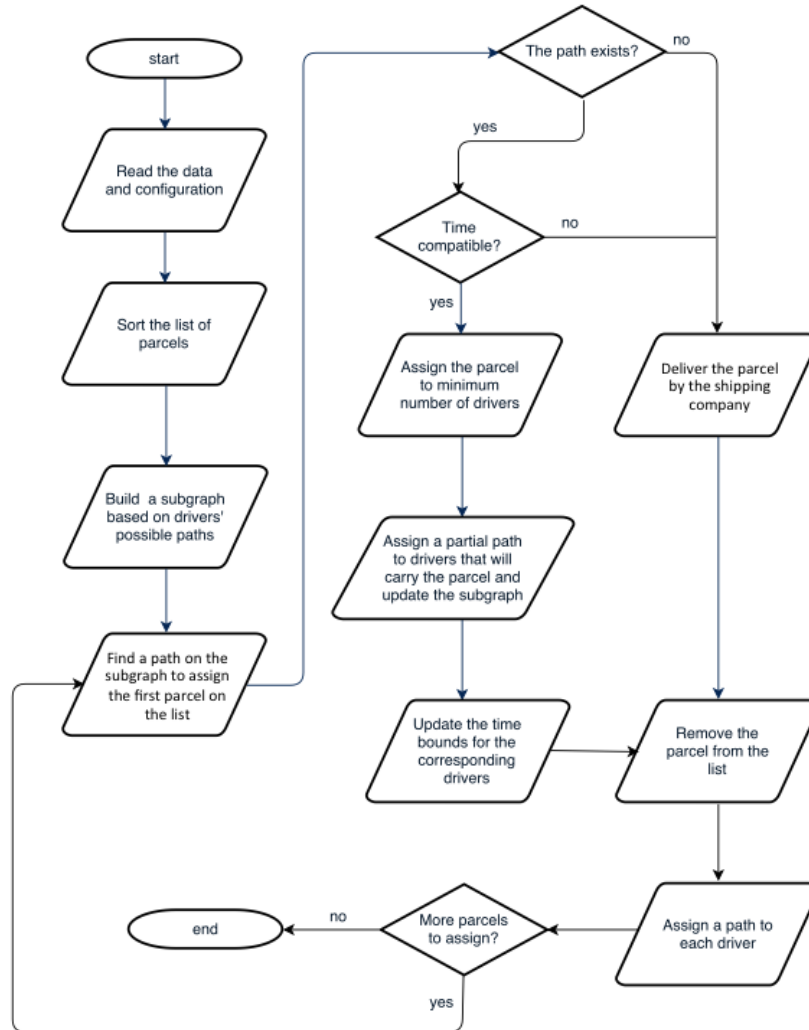 start
Read the data
and configuration
Sort the list of
parcels
Build a subgraph
based on drivers'
possible paths
Find a path on the
subgraph to assign
the first parcel on
the list
The path exists?
no
yes
Time
compatible?
no
yes
Assign the parcel
to minimum
number of drivers
Deliver the parcel
by the shipping
company
Assign a partial path
to drivers that will
carry the parcel and
update the subgraph
Update the time
bounds for the
corresponding
drivers
Remove the
parcel from the
list
Assign a path to
each driver
More parcels
to assign?
no
end
yes